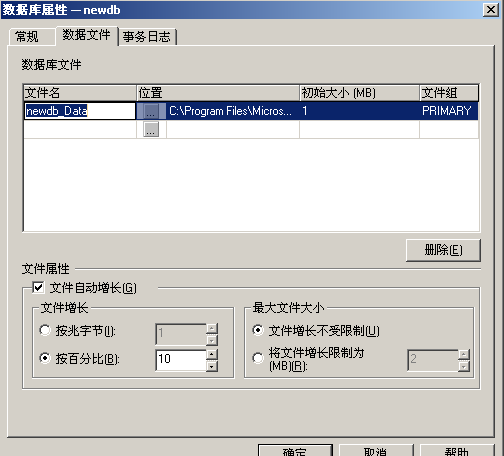 数据库属性 — newdb
常规 数据文件 事务日志
数据库文件
文件名 位置 初始大小 (MB) 文件组
newdb_Data ... C:\Program Files\Micros... 1 PRIMARY
...
删除(E)
文件属性
文件自动增长(G)
文件增长 最大文件大小
按兆字节(I): 1 文件增长不受限制(U)
按百分比(B): 10 将文件增长限制为
(MB)(R): 2
确定 取消 帮助